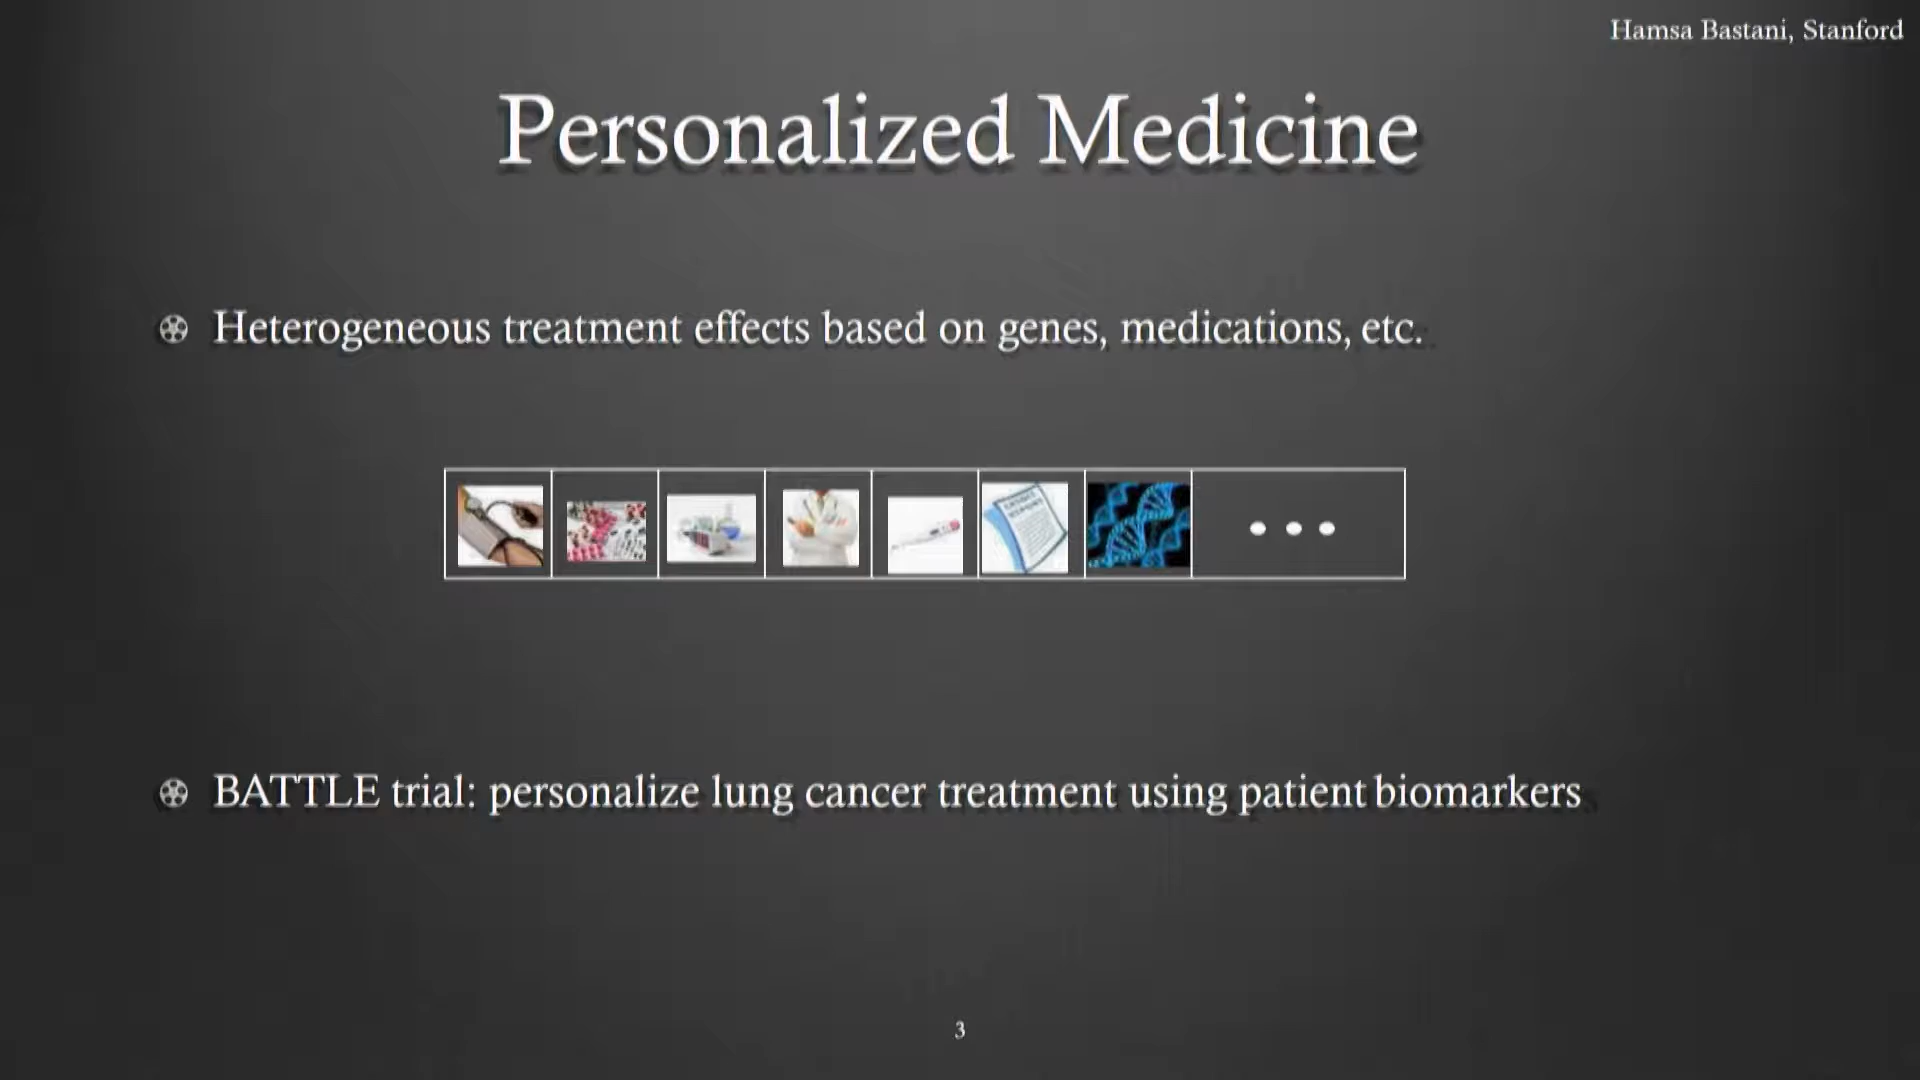 Hamsa Bastani, Stanford
Personalized Medicine
Heterogeneous treatment effects based on genes, medications, etc.
BATTLE trial: personalize lung cancer treatment using patient biomarkers
3